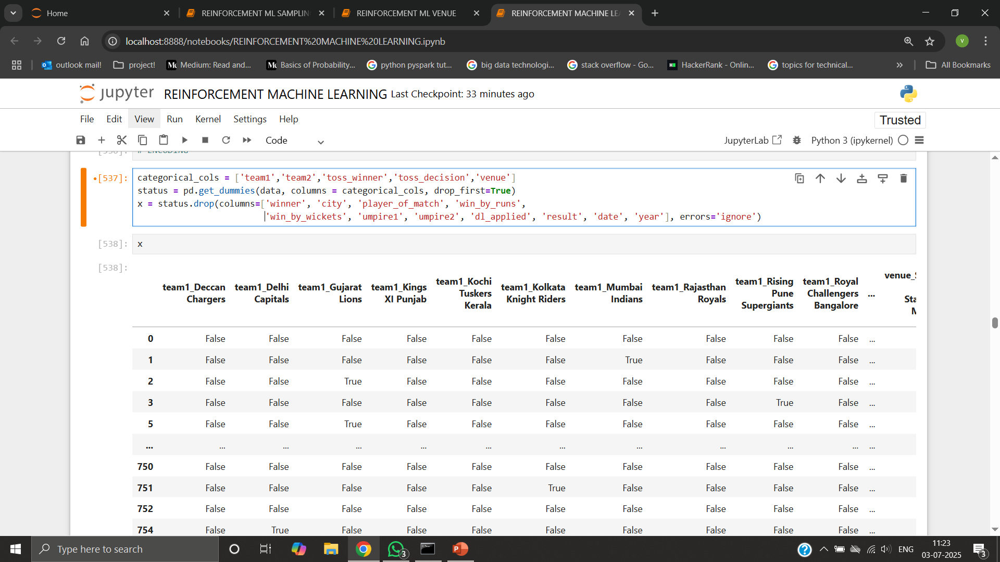 Home
REINFORCEMENT ML SAMPLIN
REINFORCEMENT ML VENUE
REINFORCEMENT MACHINE LE
localhost:8888/notebooks/REINFORCEMENT%20MACHINE%20LEARNING.ipynb
V
outlook mail!
project!
Medium: Read and...
Basics of Probability...
python pyspark tut...
big data technologi...
stack overflow - Go...
HackerRank - Onlin...
topics for technical...
All Bookmarks
jupyter REINFORCEMENT MACHINE LEARNING Last Checkpoint: 33 minutes ago
File Edit View Run Kernel Settings Help
Trusted
Code
JupyterLab
Python 3 (ipykernel)
# ENCODING
[537]:
categorical_cols = ['team1','team2','toss_winner','toss_decision','venue']
status = pd.get_dummies(data, columns = categorical_cols, drop_first=True)
x = status.drop(columns=['winner', 'city', 'player_of_match', 'win_by_runs',
'win_by_wickets', 'umpire1', 'umpire2', 'dl_applied', 'result', 'date', 'year'], errors='ignore')
[538]: x
[538]:
team1_Deccan Chargers
team1_Delhi Capitals
team1_Gujarat Lions
team1_Kings XI Punjab
team1_Kochi Tuskers Kerala
team1_Kolkata Knight Riders
team1_Mumbai Indians
team1_Rajasthan Royals
team1_Rising Pune Supergiants
team1_Royal Challengers Bangalore
...
venue_S
Sta
M
0 False False False False False False False False False False ...
1 False False False False False False True False False False ...
2 False False True False False False False False False False ...
3 False False False False False False False False True False ...
5 False False True False False False False False False False ...
... ... ... ... ... ... ... ... ... ... ... ...
750 False False False False False False False False False False ...
751 False False False False False True False False False False ...
752 False False False False False False False False False False ...
754 False True False False False False False False False False ...
Type here to search
3
ENG
11:23
03-07-2025
3